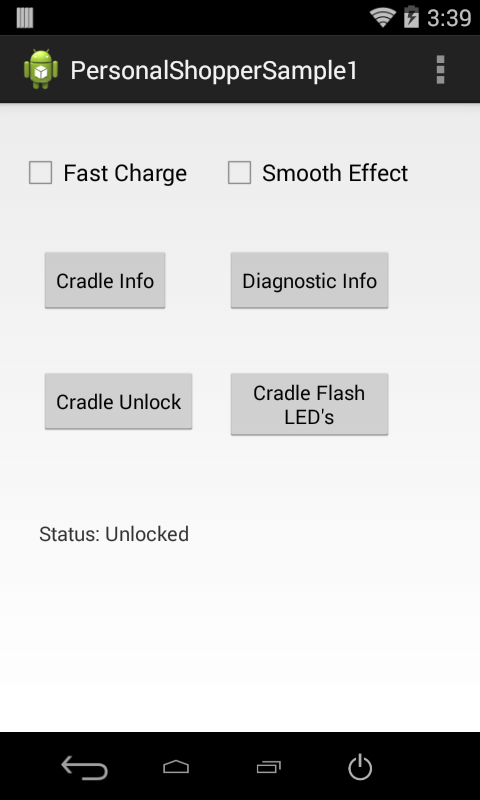 3:39
PersonalShopperSample1
Fast Charge
Smooth Effect
Cradle Info
Diagnostic Info
Cradle Unlock
Cradle Flash
LED's
Status: Unlocked